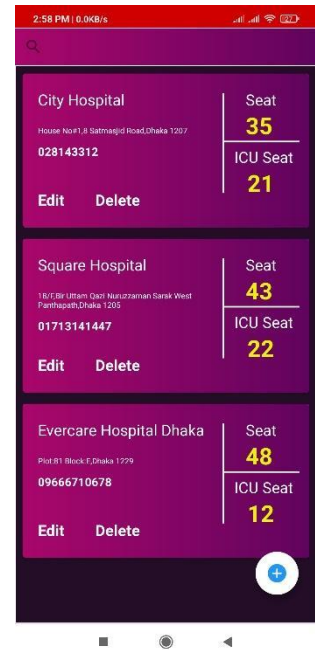 2:58 PM | 0.0KB/s
City Hospital
House No#1,8 Satmasjid Road,Dhaka 1207
028143312
Edit Delete
Seat
35
ICU Seat
21
Square Hospital
18/F,Bir Uttam Qazi Nuruzzaman Sarak West
Panthapath,Dhaka 1205
01713141447
Edit Delete
Seat
43
ICU Seat
22
Evercare Hospital Dhaka
Plot:81 Block:E,Dhaka 1229
09666710678
Edit Delete
Seat
48
ICU Seat
12